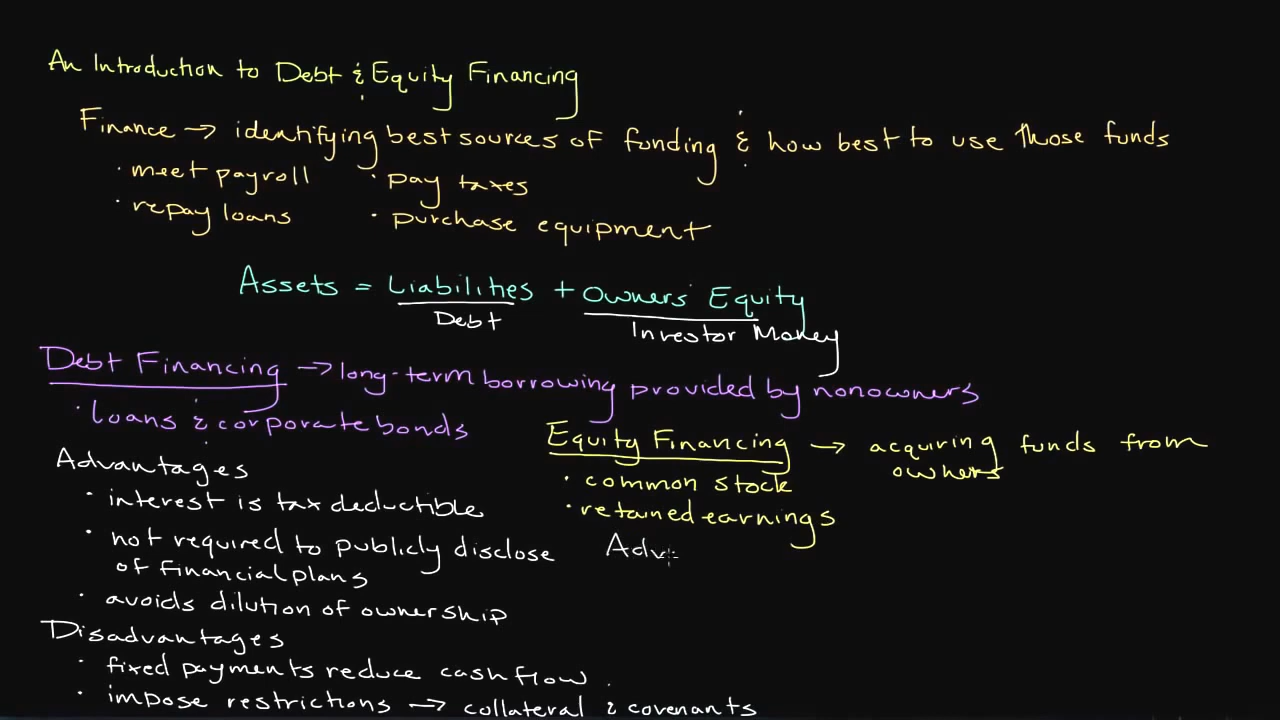 An Introduction to Debt & Equity Financing
Finance → identifying best sources of funding & how best to use those funds
· meet payroll · pay taxes
· repay loans · purchase equipment
Assets = Liabilities + Owners' Equity
Debt Investor Money
Debt Financing → long-term borrowing provided by nonowners
· loans & corporate bonds
Advantages
· interest is tax deductible
· not required to publicly disclose
of financial plans
· avoids dilution of ownership
Disadvantages
· fixed payments reduce cash flow
· impose restrictions → collateral & covenants
Equity Financing → acquiring funds from
owners
· common stock
· retained earnings
Adv